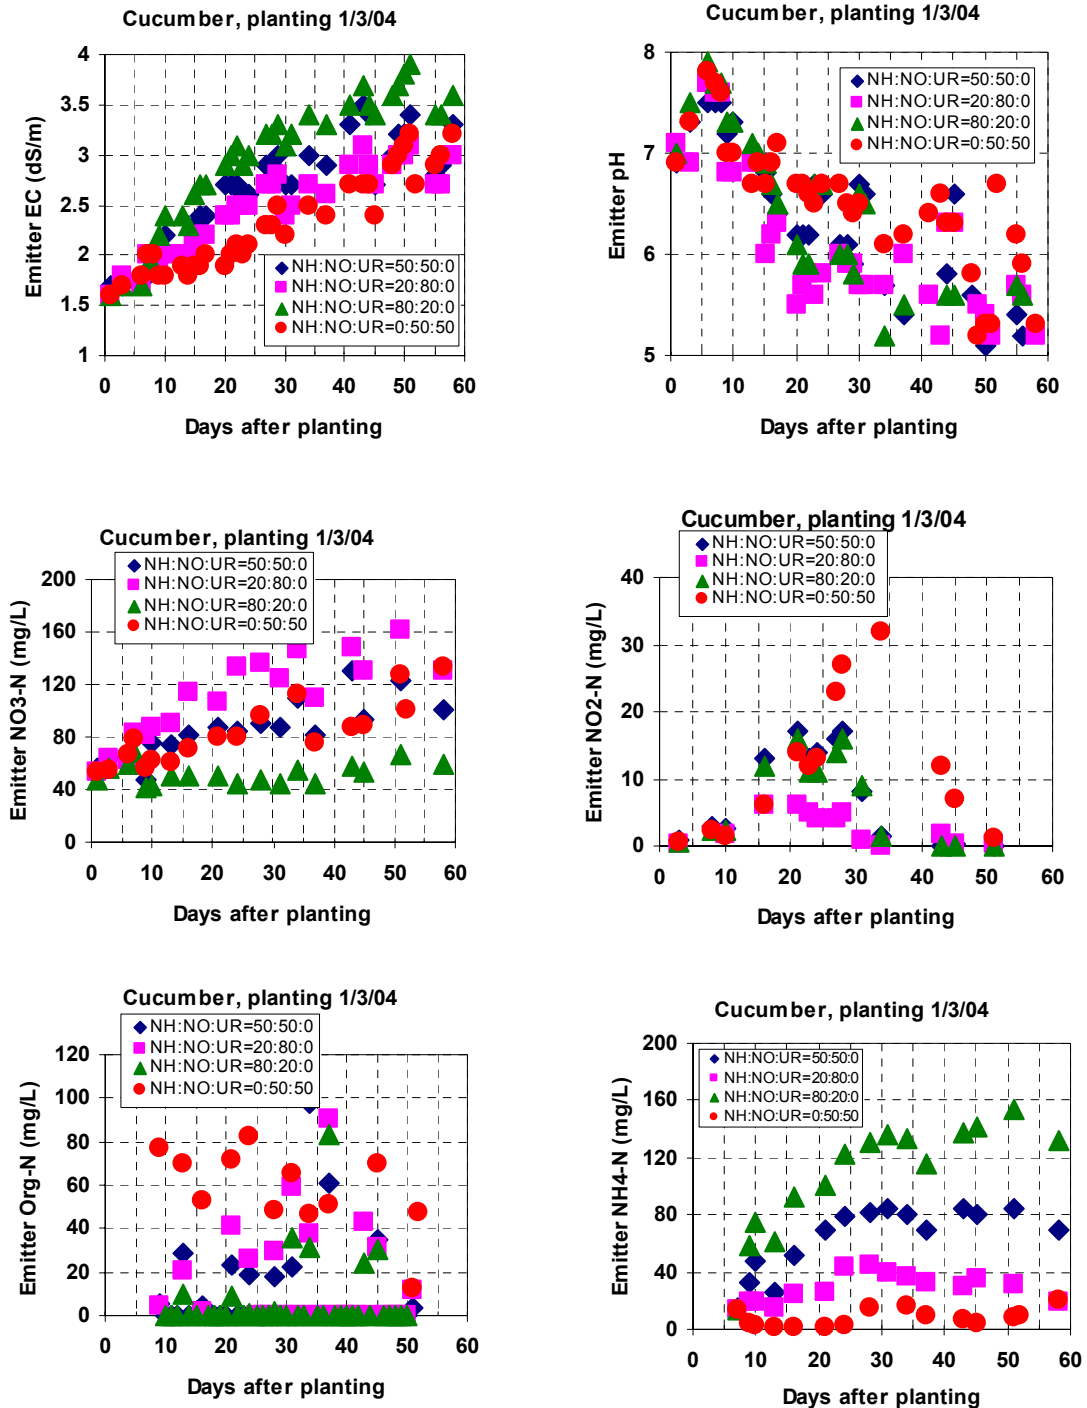 Cucumber, planting 1/3/04
4
3.5
3
2.5
2
1.5
1
Emitter EC (dS/m)
NH:NO:UR=50:50:0
NH:NO:UR=20:80:0
NH:NO:UR=80:20:0
NH:NO:UR=0:50:50
0 10 20 30 40 50 60
Days after planting
Cucumber, planting 1/3/04
8
7
6
5
Emitter pH
NH:NO:UR=50:50:0
NH:NO:UR=20:80:0
NH:NO:UR=80:20:0
NH:NO:UR=0:50:50
0 10 20 30 40 50 60
Days after planting
Cucumber, planting 1/3/04
NH:NO:UR=50:50:0
NH:NO:UR=20:80:0
NH:NO:UR=80:20:0
NH:NO:UR=0:50:50
200
160
120
80
40
0
Emitter NO3-N (mg/L)
0 10 20 30 40 50 60
Days after planting
Cucumber, planting 1/3/04
NH:NO:UR=50:50:0
NH:NO:UR=20:80:0
NH:NO:UR=80:20:0
NH:NO:UR=0:50:50
40
30
20
10
0
Emitter NO2-N (mg/L)
0 10 20 30 40 50 60
Days after planting
Cucumber, planting 1/3/04
NH:NO:UR=50:50:0
NH:NO:UR=20:80:0
NH:NO:UR=80:20:0
NH:NO:UR=0:50:50
120
100
80
60
40
20
0
Emitter Org-N (mg/L)
0 10 20 30 40 50 60
Days after planting
Cucumber, planting 1/3/04
200
160
120
80
40
0
Emitter NH4-N (mg/L)
NH:NO:UR=50:50:0
NH:NO:UR=20:80:0
NH:NO:UR=80:20:0
NH:NO:UR=0:50:50
0 10 20 30 40 50 60
Days after planting